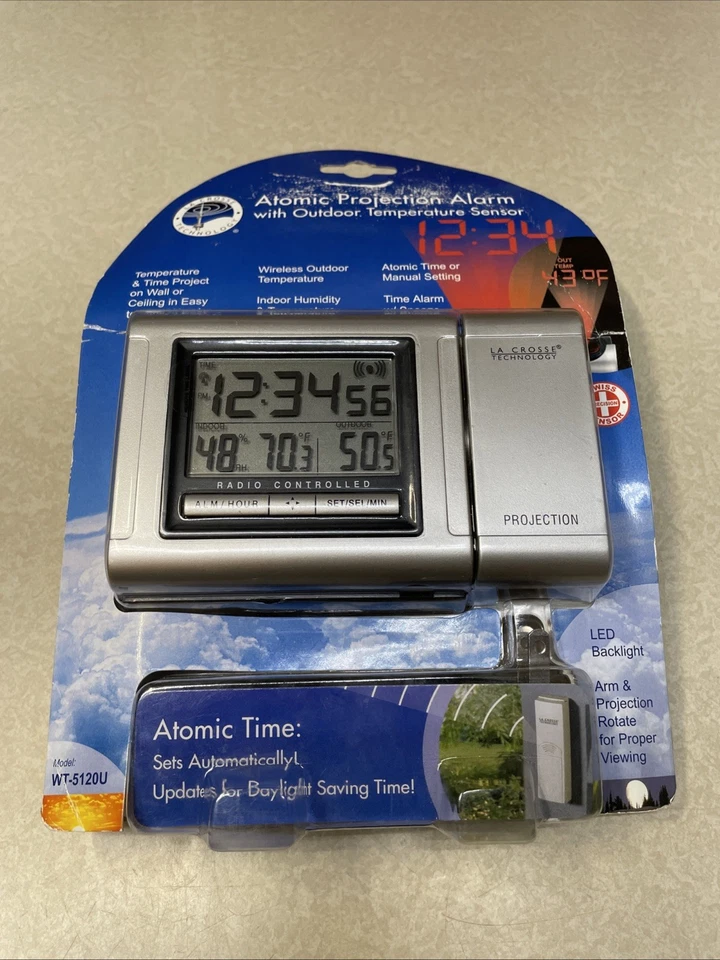 LA CROSSE TECHNOLOGY®
Atomic Projection Alarm
with Outdoor Temperature Sensor
12:34
OUT
TEMP
43°F
Temperature
& Time Project
on Wall or
Ceiling in Easy
Wireless Outdoor
Temperature
Indoor Humidity
Atomic Time or
Manual Setting
Time Alarm
SWISS
PRECISION
SENSOR
TIME
PM
12:34 56
INDOOR
OUTDOOR
48%RH 70.3°F 50.5°F
RADIO CONTROLLED
ALM/HOUR
SET/SEL/MIN
LA CROSSE®
TECHNOLOGY
PROJECTION
LED
Backlight
Arm &
Projection
Rotate
for Proper
Viewing
Atomic Time:
Sets Automatically!
Updates for Daylight Saving Time!
Model:
WT-5120U